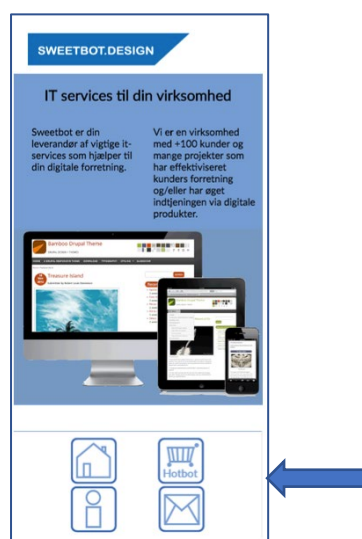 SWEETBOT.DESIGN
IT services til din virksomhed
Sweetbot er din
leverandør af vigtige it-
services som hjælper til
din digitale forretning.
Vi er en virksomhed
med +100 kunder og
mange projekter som
har effektiviseret
kunders forretning
og/eller har øget
indtjeningen via digitale
produkter.
Bamboo Drupal Theme
Treasure Island
Hotbot